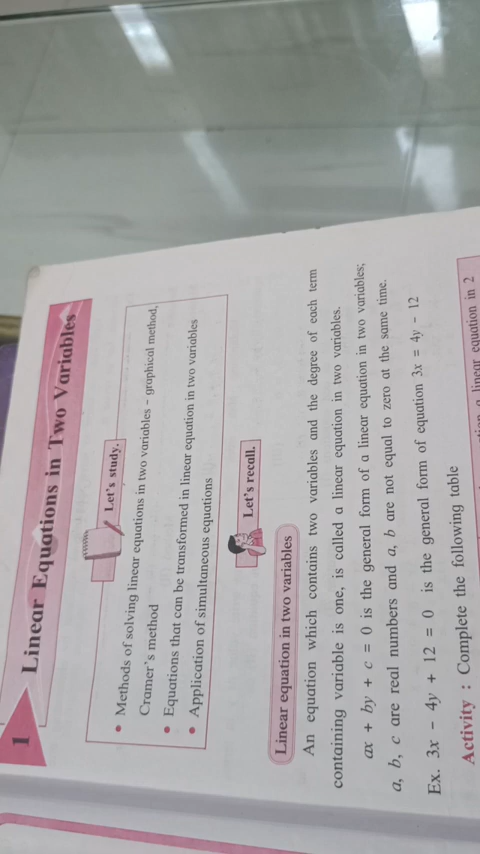 1
Linear Equations in Two Variables
Let's study.
• Methods of solving linear equations in two variables - graphical method,
Cramer's method
• Equations that can be transformed in linear equation in two variables
• Application of simultaneous equations
Let's recall.
Linear equation in two variables
An equation which contains two variables and the degree of each term
containing variable is one, is called a linear equation in two variables.
ax + by + c = 0 is the general form of a linear equation in two variables;
a, b, c are real numbers and a, b are not equal to zero at the same time.
Ex. 3x - 4y + 12 = 0 is the general form of equation 3x = 4y - 12
Activity : Complete the following table
a linear equation in 2